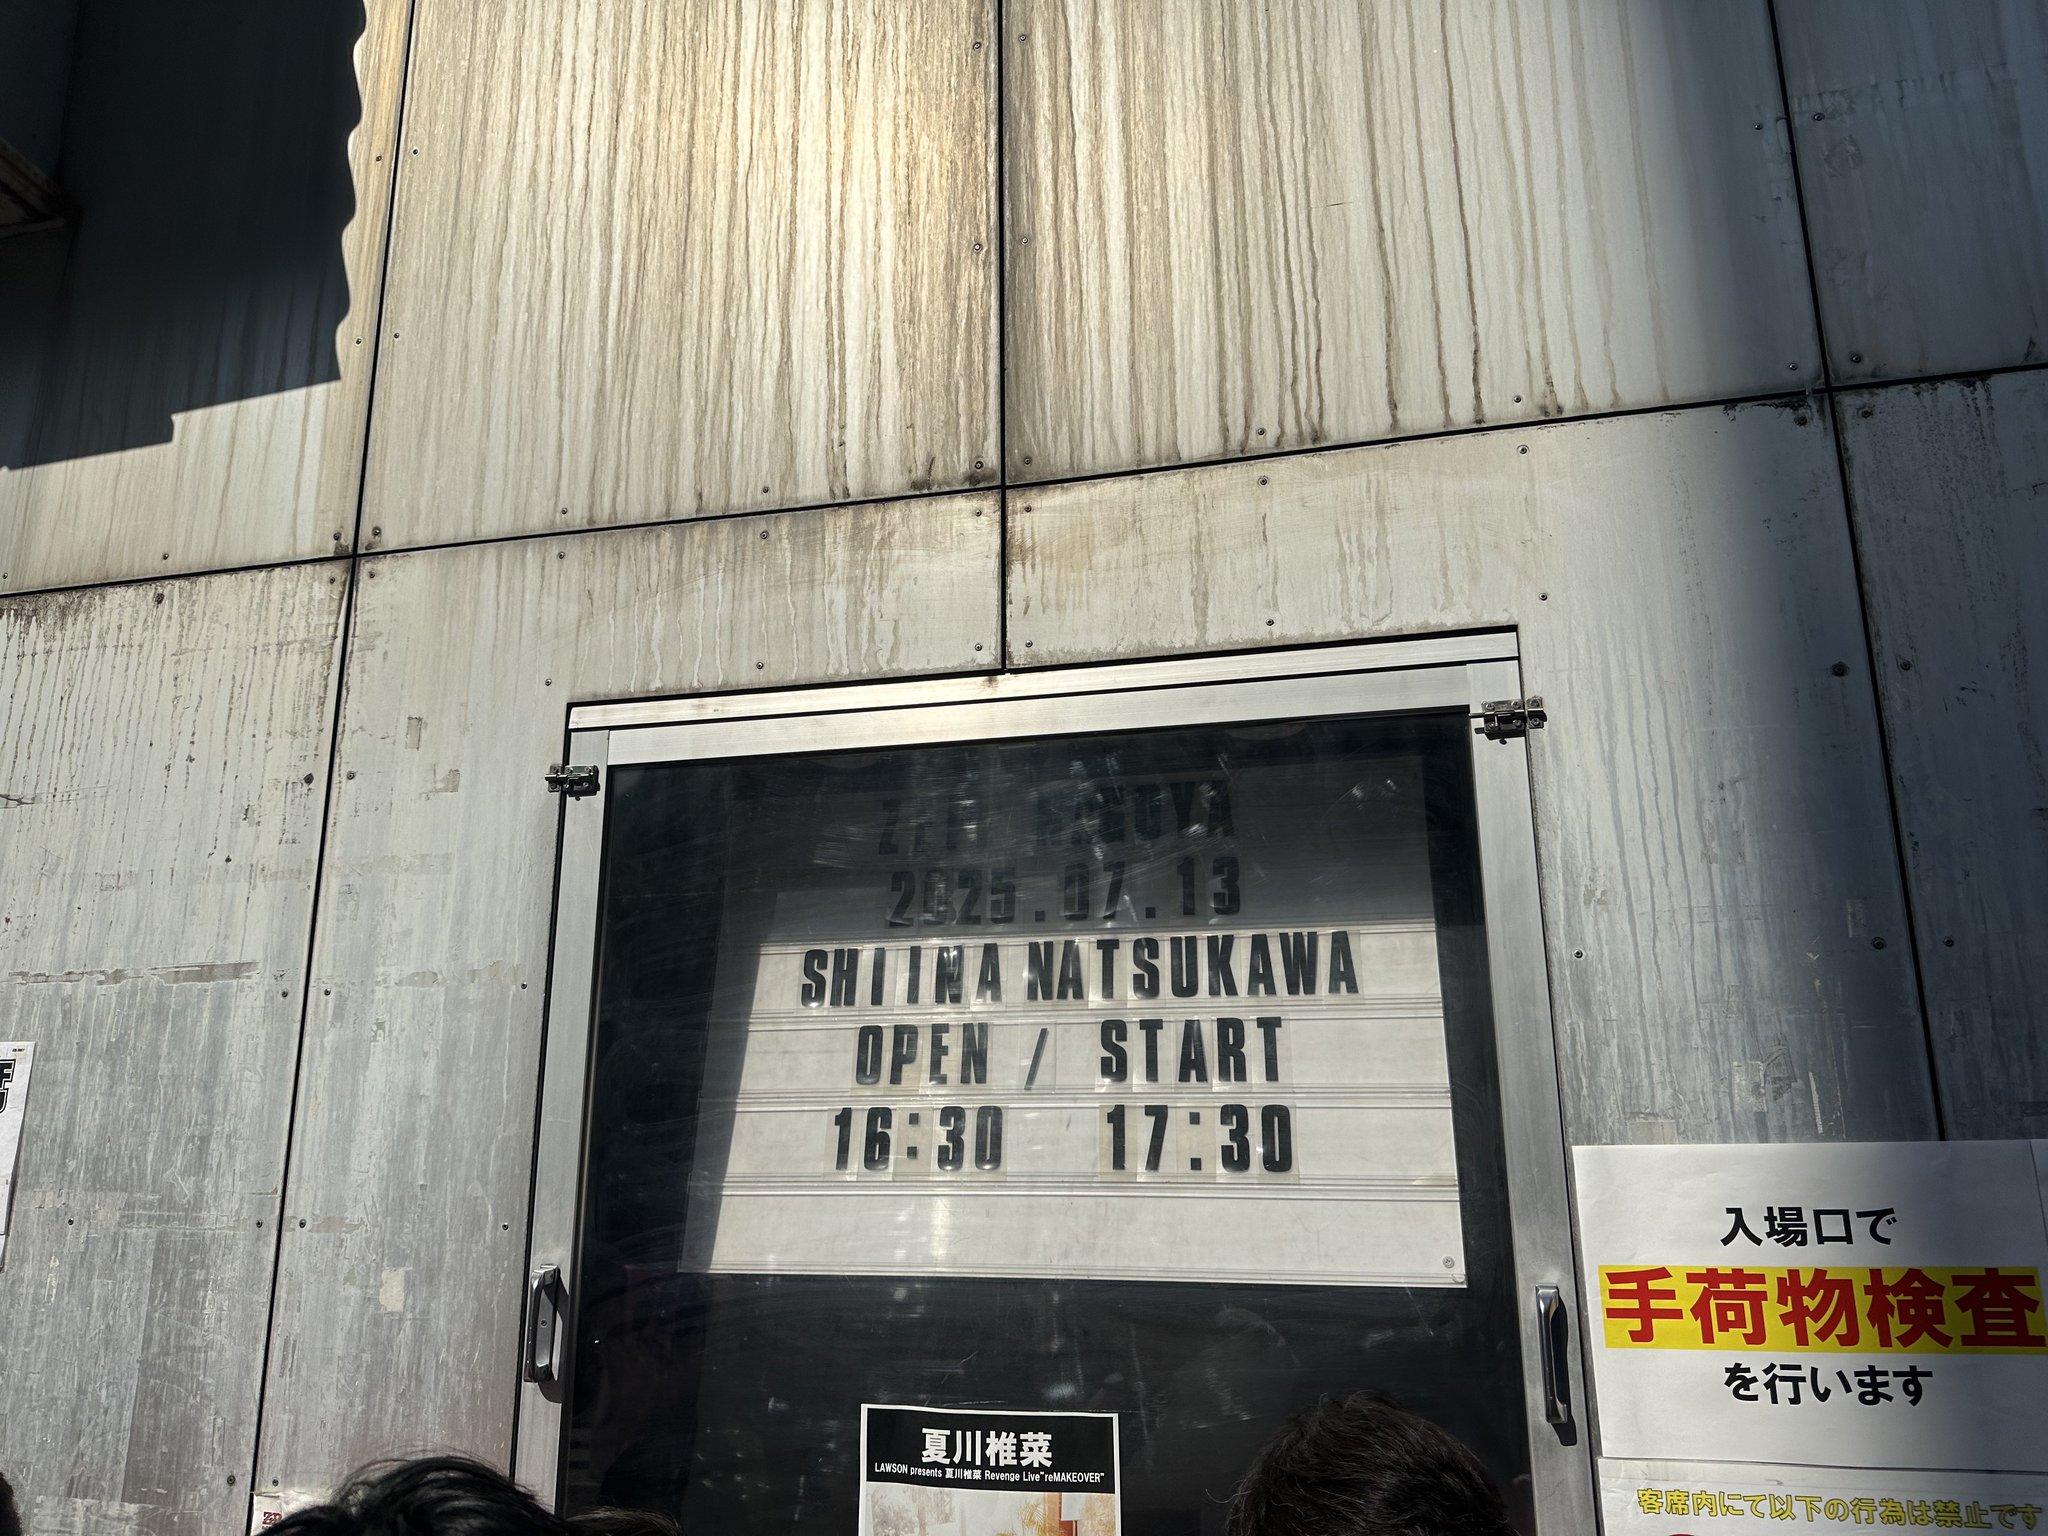 ZEPP NAGOYA
2025.07.13
SHIINA NATSUKAWA
OPEN / START
16:30 17:30
夏川椎菜
LAWSON presents 夏川椎菜 Revenge Live"reMAKEOVER"
入場口で
手荷物検査
を行います
客席内にて以下の行為は禁止です